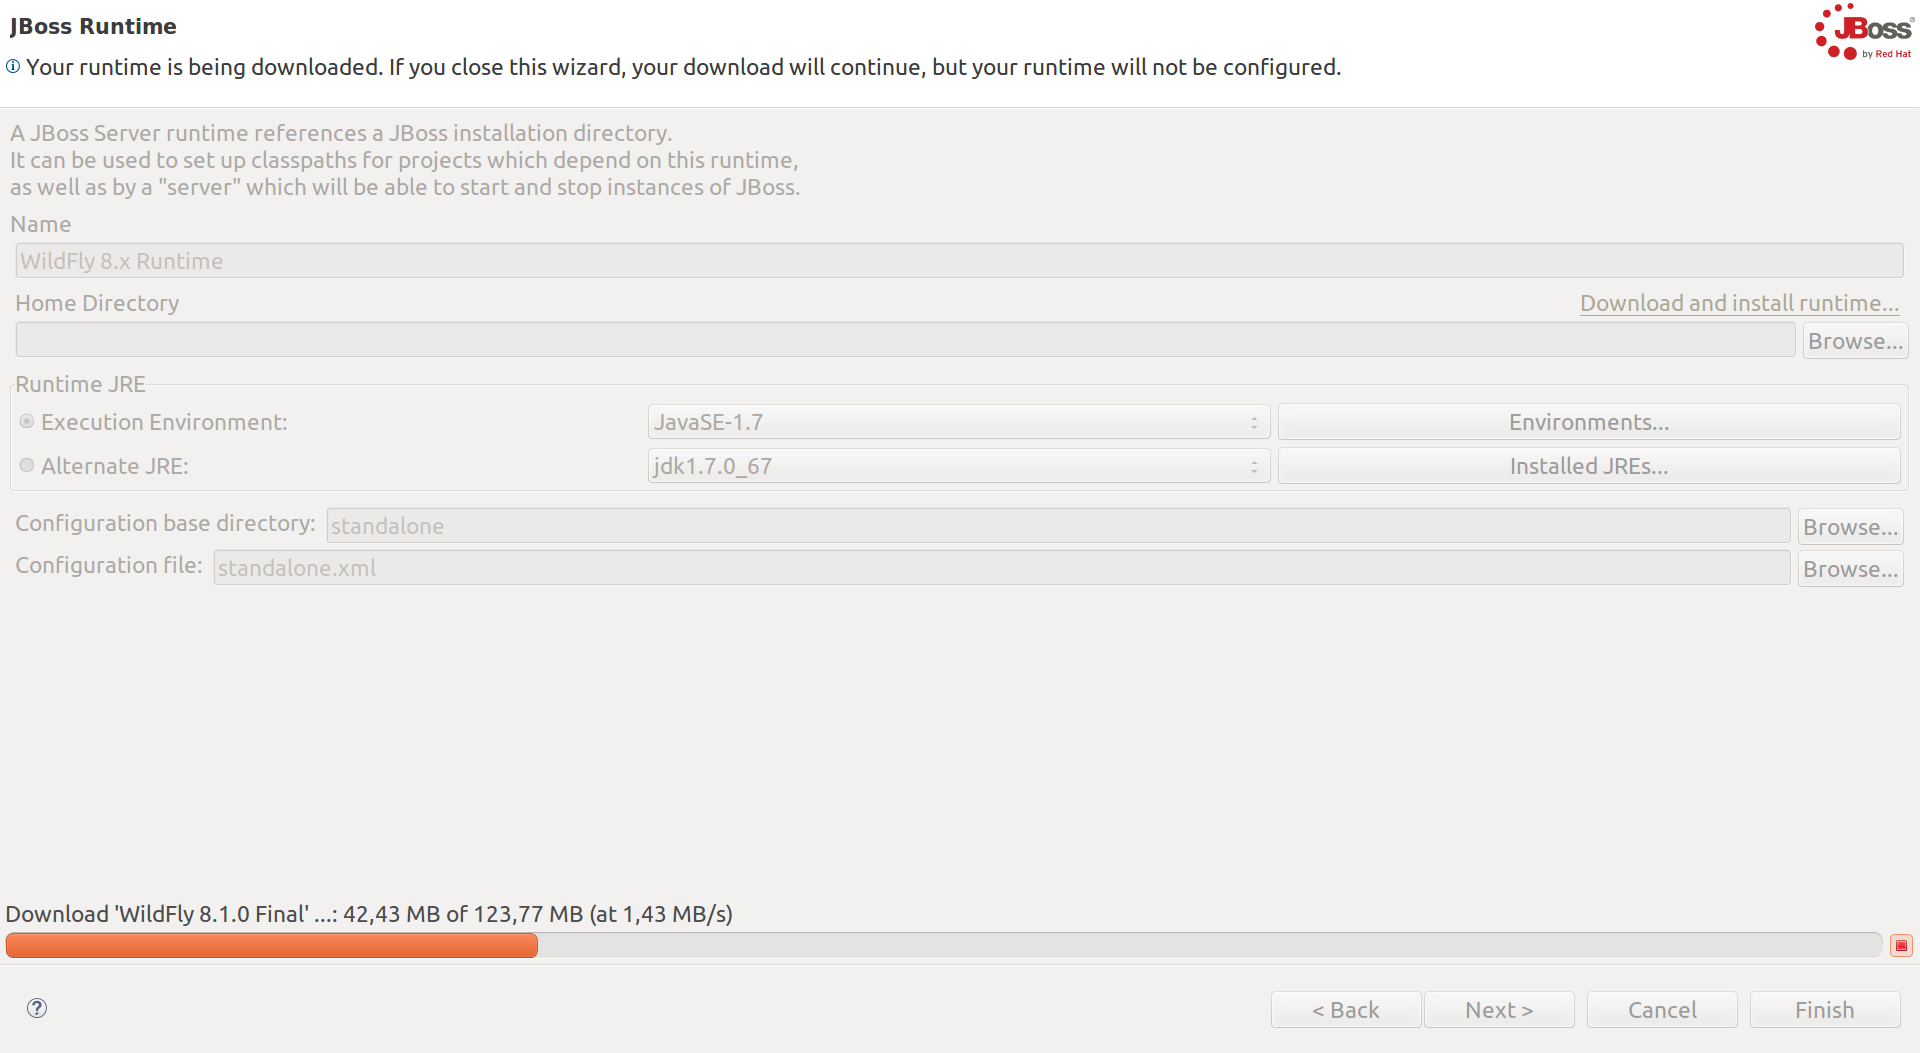 JBoss Runtime
JBoss®
by Red Hat
Your runtime is being downloaded. If you close this wizard, your download will continue, but your runtime will not be configured.
A JBoss Server runtime references a JBoss installation directory.
It can be used to set up classpaths for projects which depend on this runtime,
as well as by a "server" which will be able to start and stop instances of JBoss.
Name
WildFly 8.x Runtime
Home Directory
Download and install runtime...
Browse...
Runtime JRE
Execution Environment:
JavaSE-1.7
Environments...
Alternate JRE:
jdk1.7.0_67
Installed JREs...
Configuration base directory:
standalone
Browse...
Configuration file:
standalone.xml
Browse...
Download 'WildFly 8.1.0 Final' ...: 42,43 MB of 123,77 MB (at 1,43 MB/s)
?
< Back
Next >
Cancel
Finish